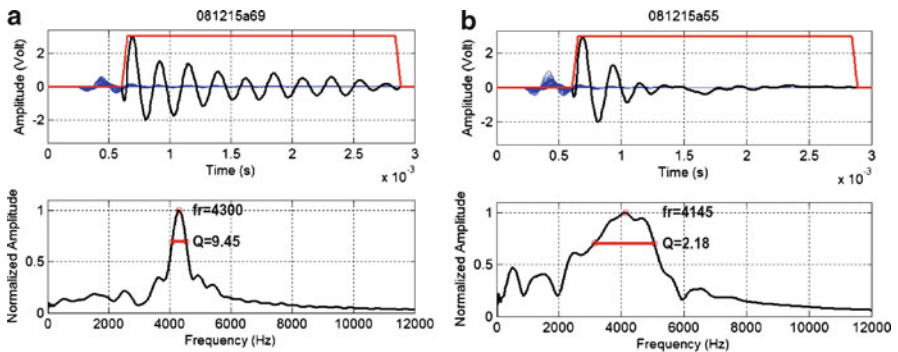 a
081215a69
Amplitude (Volt)
2
0
-2
0
0.5
1
1.5
2
2.5
3
Time (s)
x 10⁻³
Normalized Amplitude
1
0.5
0
fr=4300
Q=9.45
0
2000
4000
6000
8000
10000
12000
Frequency (Hz)
b
081215a55
Amplitude (Volt)
2
0
-2
0
0.5
1
1.5
2
2.5
3
Time (s)
x 10⁻³
Normalized Amplitude
1
0.5
0
fr=4145
Q=2.18
0
2000
4000
6000
8000
10000
12000
Frequency (Hz)